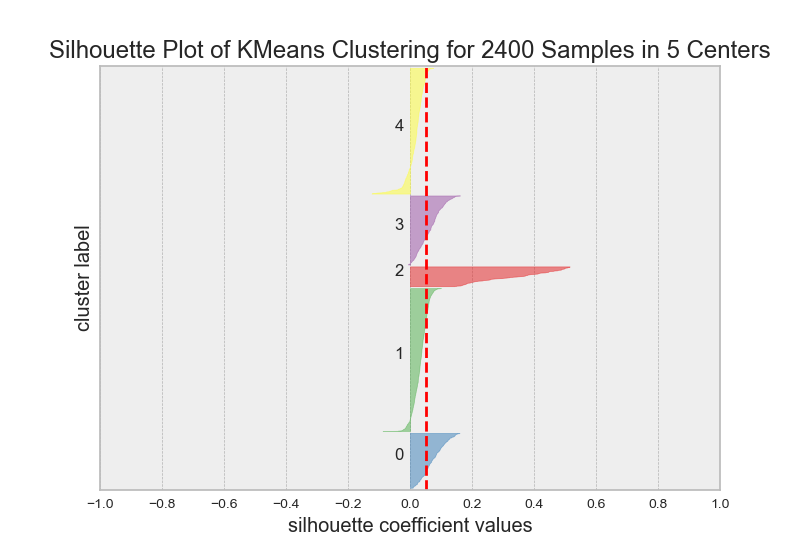 Silhouette Plot of KMeans Clustering for 2400 Samples in 5 Centers
4
3
2
1
0
cluster label
−1.0 −0.8 −0.6 −0.4 −0.2 0.0 0.2 0.4 0.6 0.8 1.0
silhouette coefficient values